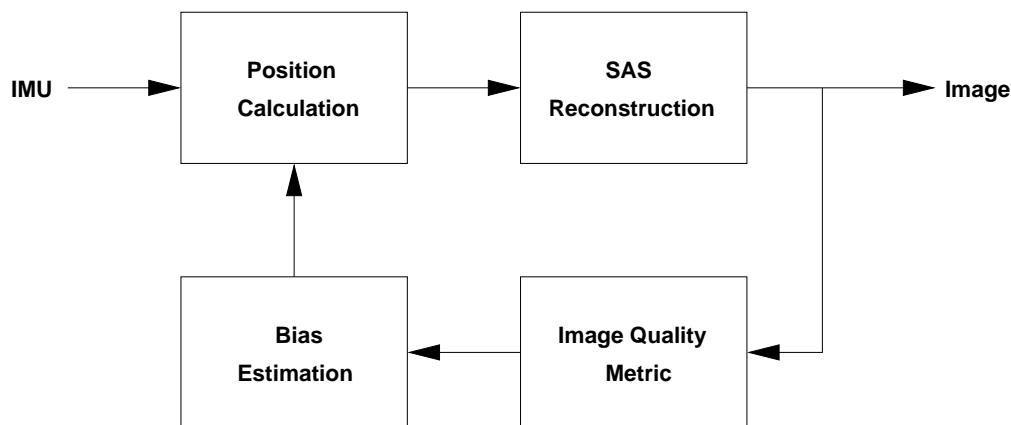 IMU
Position
Calculation
SAS
Reconstruction
Image
Bias
Estimation
Image Quality
Metric